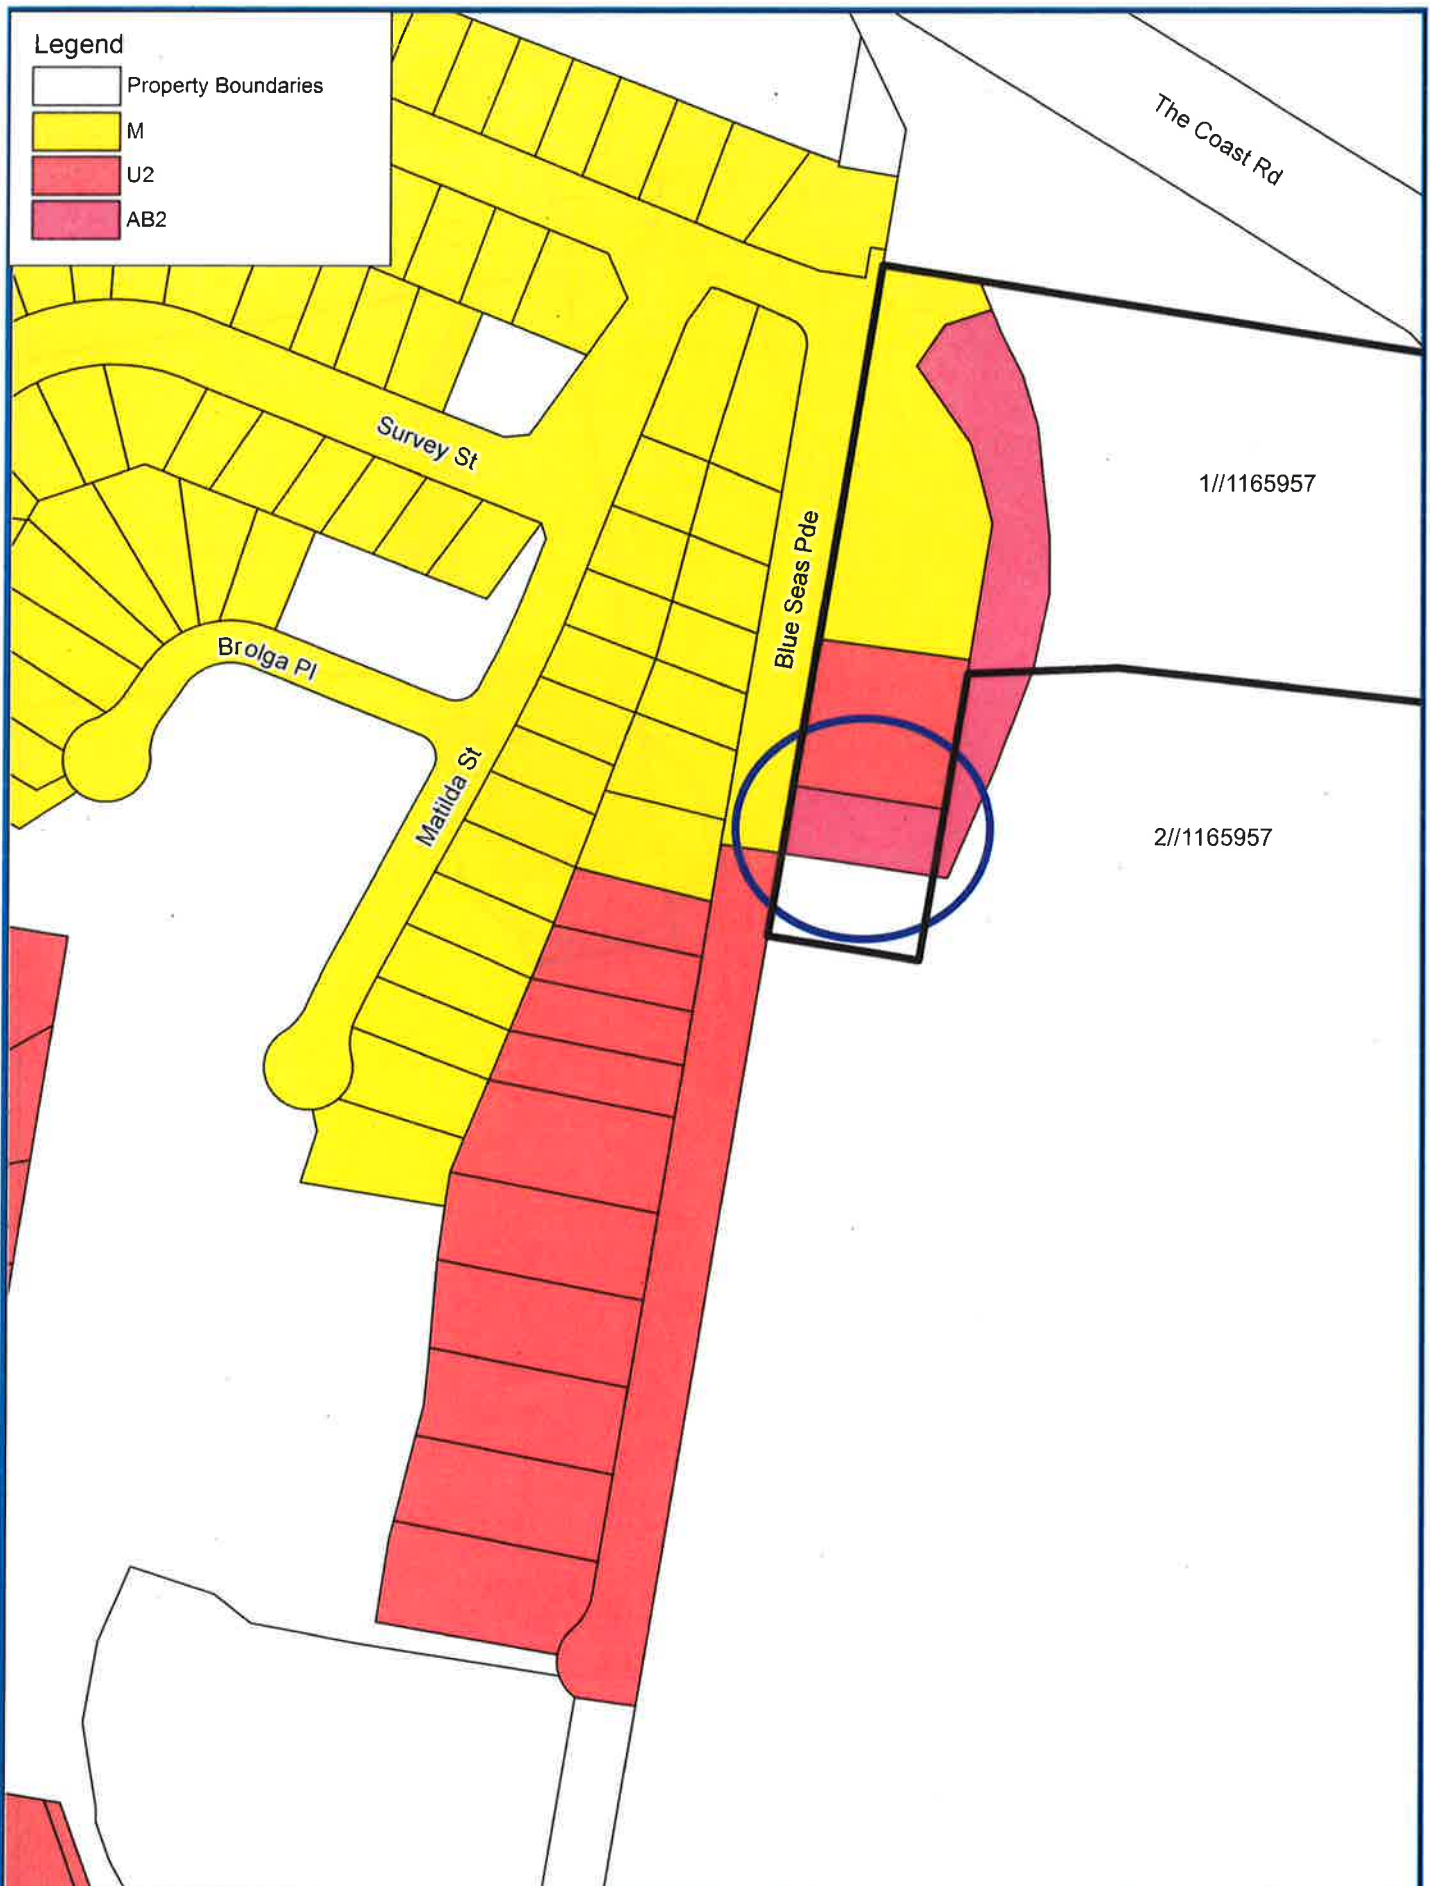 Legend
Property Boundaries
M
U2
AB2
The Coast Rd
Survey St
1//1165957
Blue Seas Pde
Brolga Pl
Matilda St
2//1165957